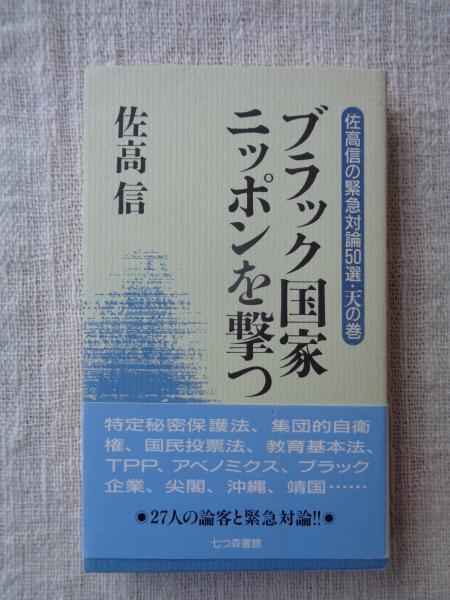 佐高信の緊急対論50選・天の巻
ブラック国家
ニッポンを撃つ
佐高 信
特定秘密保護法、集団的自衛
権、国民投票法、教育基本法、
TPP、アベノミクス、ブラック
企業、尖閣、沖縄、靖国……
◉27人の論客と緊急対論!!◉
七つ森書館